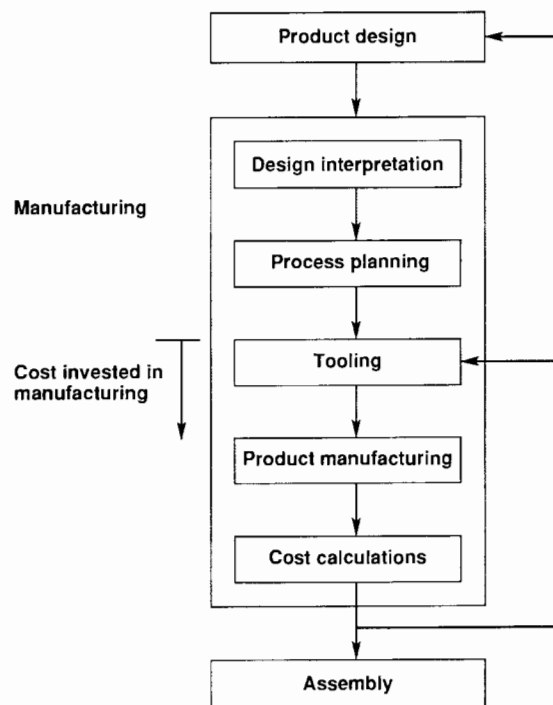 Product design
Design interpretation
Manufacturing
Process planning
Tooling
Cost invested in
manufacturing
Product manufacturing
Cost calculations
Assembly